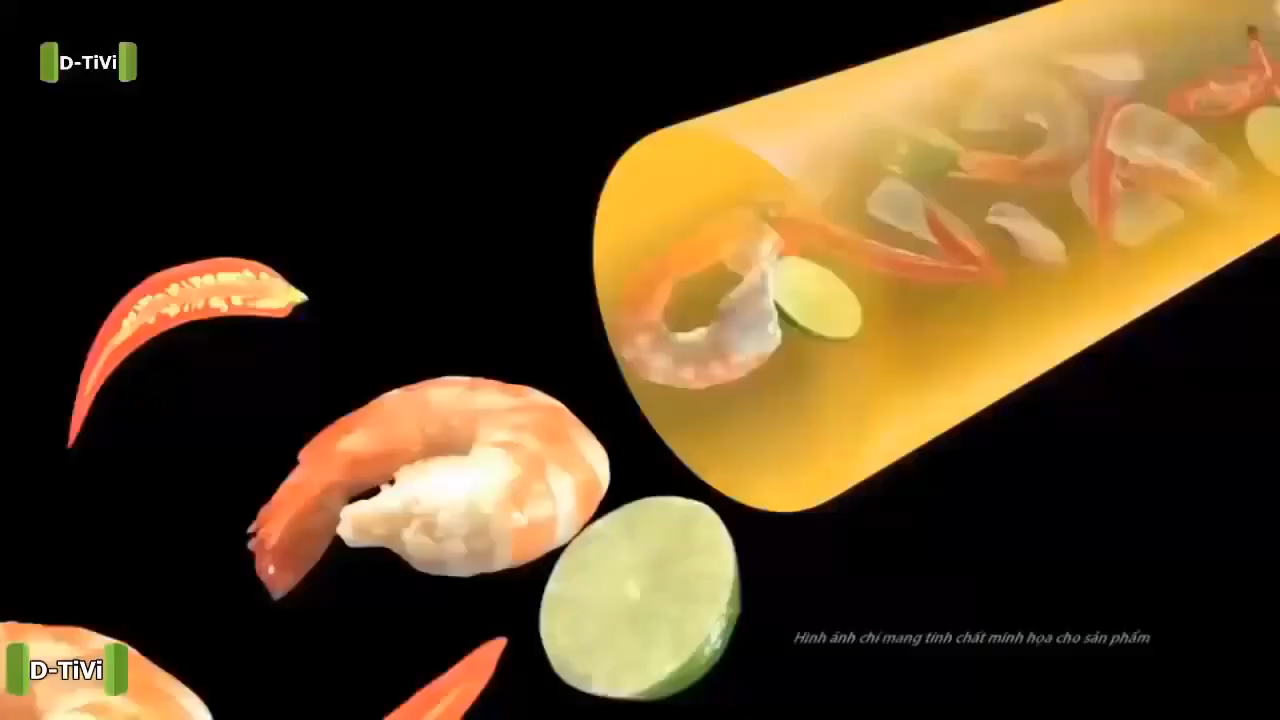 D-TiVi
Hình ảnh chỉ mang tính chất minh họa cho sản phẩm
D-TiVi